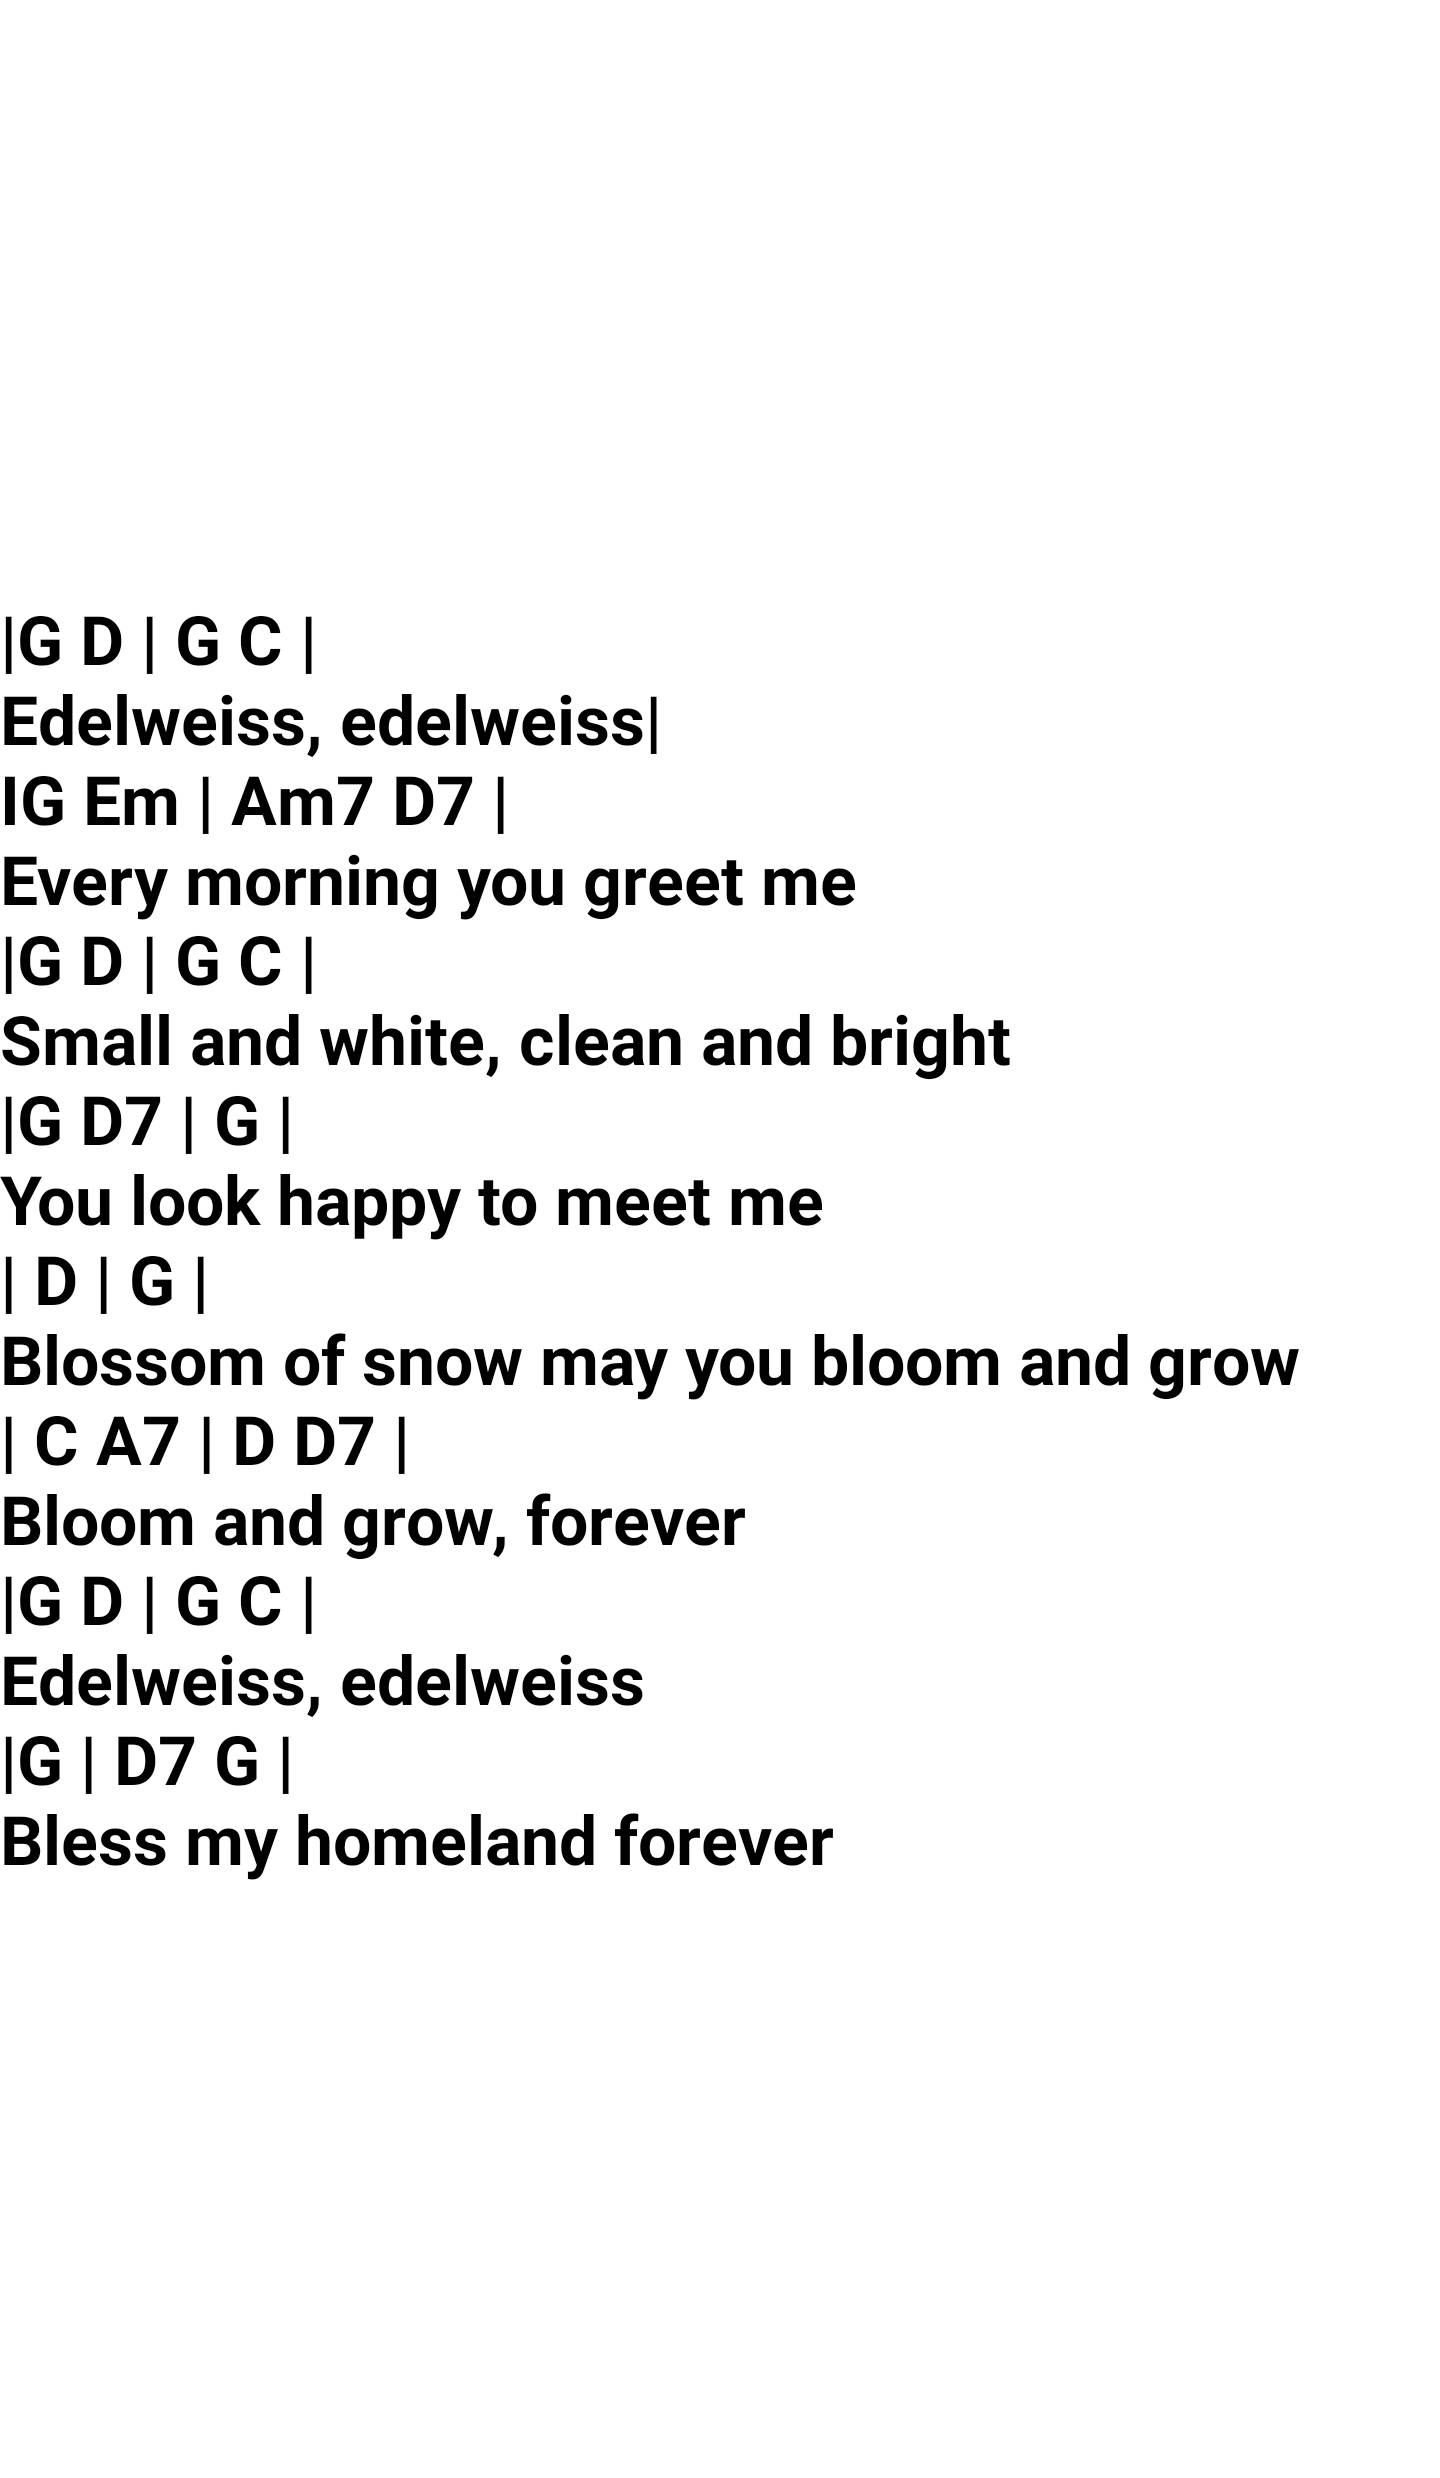 |G D | G C |
Edelweiss, edelweiss|
IG Em | Am7 D7 |
Every morning you greet me
|G D | G C |
Small and white, clean and bright
|G D7 | G |
You look happy to meet me
| D | G |
Blossom of snow may you bloom and grow
| C A7 | D D7 |
Bloom and grow, forever
|G D | G C |
Edelweiss, edelweiss
|G | D7 G |
Bless my homeland forever